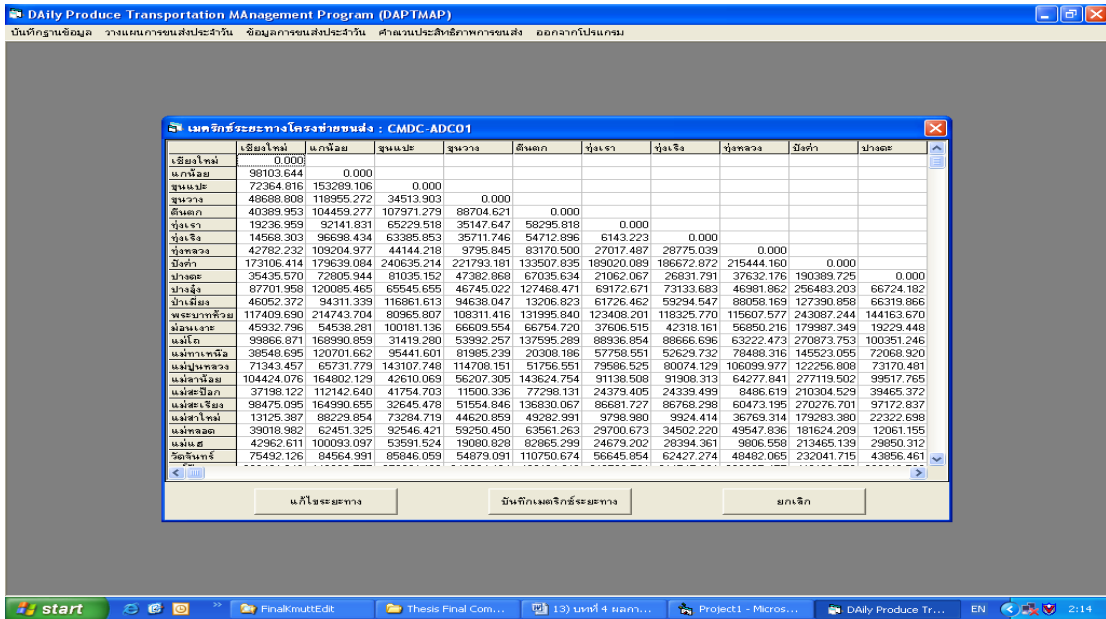 DAily Produce Transportation MAnagement Program (DAPTMAP)
บันทึกฐานข้อมูล วางแผนการขนส่งประจำวัน ข้อมูลการขนส่งประจำวัน คำนวนประสิทธิภาพการขนส่ง ออกจากโปรแกรม
เมตริกซ์ระยะทางโครงข่ายขนส่ง : CMDC-ADC01
เชียงใหม่ แกน้อย ขุนแปะ ขุนวาง ตีนตก ทุ่งเรา ทุ่งเริง ทุ่งหลวง ปังค่า ปางดะ
เชียงใหม่ 0.000
แกน้อย 98103.644 0.000
ขุนแปะ 72364.816 153289.106 0.000
ขุนวาง 48688.808 118955.272 34513.903 0.000
ตีนตก 40389.953 104459.277 107971.279 88704.621 0.000
ทุ่งเรา 19236.959 92141.831 65229.518 35147.647 58295.818 0.000
ทุ่งเริง 14568.303 96698.434 63385.853 35711.746 54712.896 6143.223 0.000
ทุ่งหลวง 42782.232 109204.977 44144.218 9795.845 83170.500 27017.487 28775.039 0.000
ปังค่า 173106.414 179639.084 240635.214 221793.181 133507.835 189020.089 186672.872 215444.160 0.000
ปางดะ 35435.570 72805.944 81035.152 47382.868 67035.634 21062.067 26831.791 37632.176 190389.725 0.000
ปางอุ๋ง 87701.958 120085.465 65545.655 46745.022 127468.471 69172.671 73133.683 46981.862 256483.203 66724.182
ป่าเมี่ยง 46052.372 94311.339 116861.613 94638.047 13206.823 61726.462 59294.547 88058.169 127390.858 66319.866
พระบาทห้วย 117409.690 214743.704 80965.807 108311.416 131995.840 123408.201 118325.770 115607.577 243087.244 144163.670
ม่อนเงาะ 45932.796 54538.281 100181.136 66609.554 66754.720 37606.515 42318.161 56850.216 179987.349 19229.448
แม่โถ 99866.871 168990.859 31419.280 53992.257 137595.289 88936.854 88666.696 63222.473 270873.753 100351.246
แม่ทาเหนือ 38548.695 120701.662 95441.601 81985.239 20308.186 57758.551 52629.732 78488.316 145523.055 72068.920
แม่ปูนหลวง 71343.457 65731.779 143107.748 114708.151 51756.551 79586.525 80074.129 106099.977 122256.808 73170.481
แม่ลาน้อย 104424.076 164802.129 42610.069 56207.305 143624.754 91138.508 91908.313 64277.841 277119.502 99517.765
แม่สะป๊อก 37198.122 112142.640 41754.703 11500.336 77298.131 24379.405 24339.499 8486.619 210304.529 39465.372
แม่สะเรียง 98475.095 164990.655 32645.478 51554.846 136830.067 86681.727 86768.298 60473.195 270276.701 97172.837
แม่สาใหม่ 13125.387 88229.854 73284.719 44620.859 49282.991 9798.980 9924.414 36769.314 179283.380 22322.698
แม่หลอด 39018.982 62451.325 92546.421 59250.450 63561.263 29700.673 34502.220 49547.836 181624.209 12061.155
แม่แฮ 42962.611 100093.097 53591.524 19080.828 82865.299 24679.202 28394.361 9806.558 213465.139 29850.312
วัดจันทร์ 75492.126 84564.991 85846.059 54879.091 110750.674 56645.854 62427.274 48482.065 232041.715 43856.461
แก้ไขระยะทาง บันทึกเมตริกซ์ระยะทาง ยกเลิก
start FinalKmuttEdit Thesis Final Com... 13) บทที่ 4 ผลกา... Project1 - Micros... DAily Produce Tr... EN 2:14